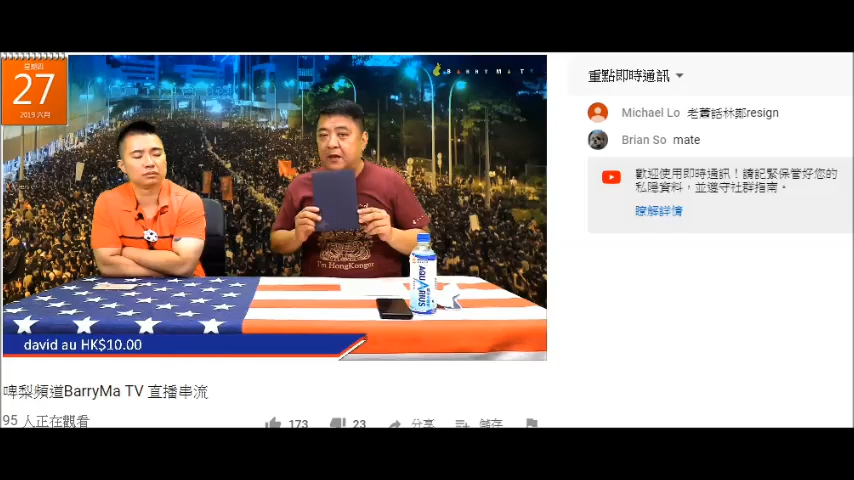 星期四
27
2019 六月
BARRYMA TV
I'm HongKonger
AQUARIUS
david au HK$10.00
啤梨頻道BarryMa TV 直播串流
95 人正在觀看
173
23
分享
儲存
重點即時通訊
Michael Lo 老蕭話林鄭resign
Brian So mate
歡迎使用即時通訊！請記緊保管好您的
私隱資料，並遵守社群指南。
瞭解詳情